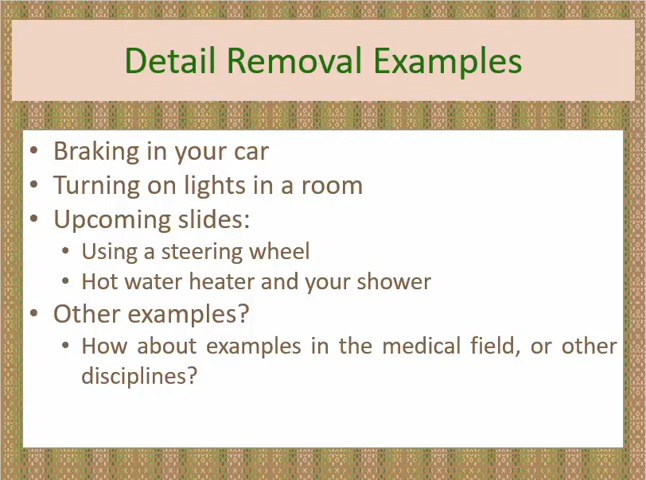 Detail Removal Examples
• Braking in your car
• Turning on lights in a room
• Upcoming slides:
• Using a steering wheel
• Hot water heater and your shower
• Other examples?
• How about examples in the medical field, or other
disciplines?